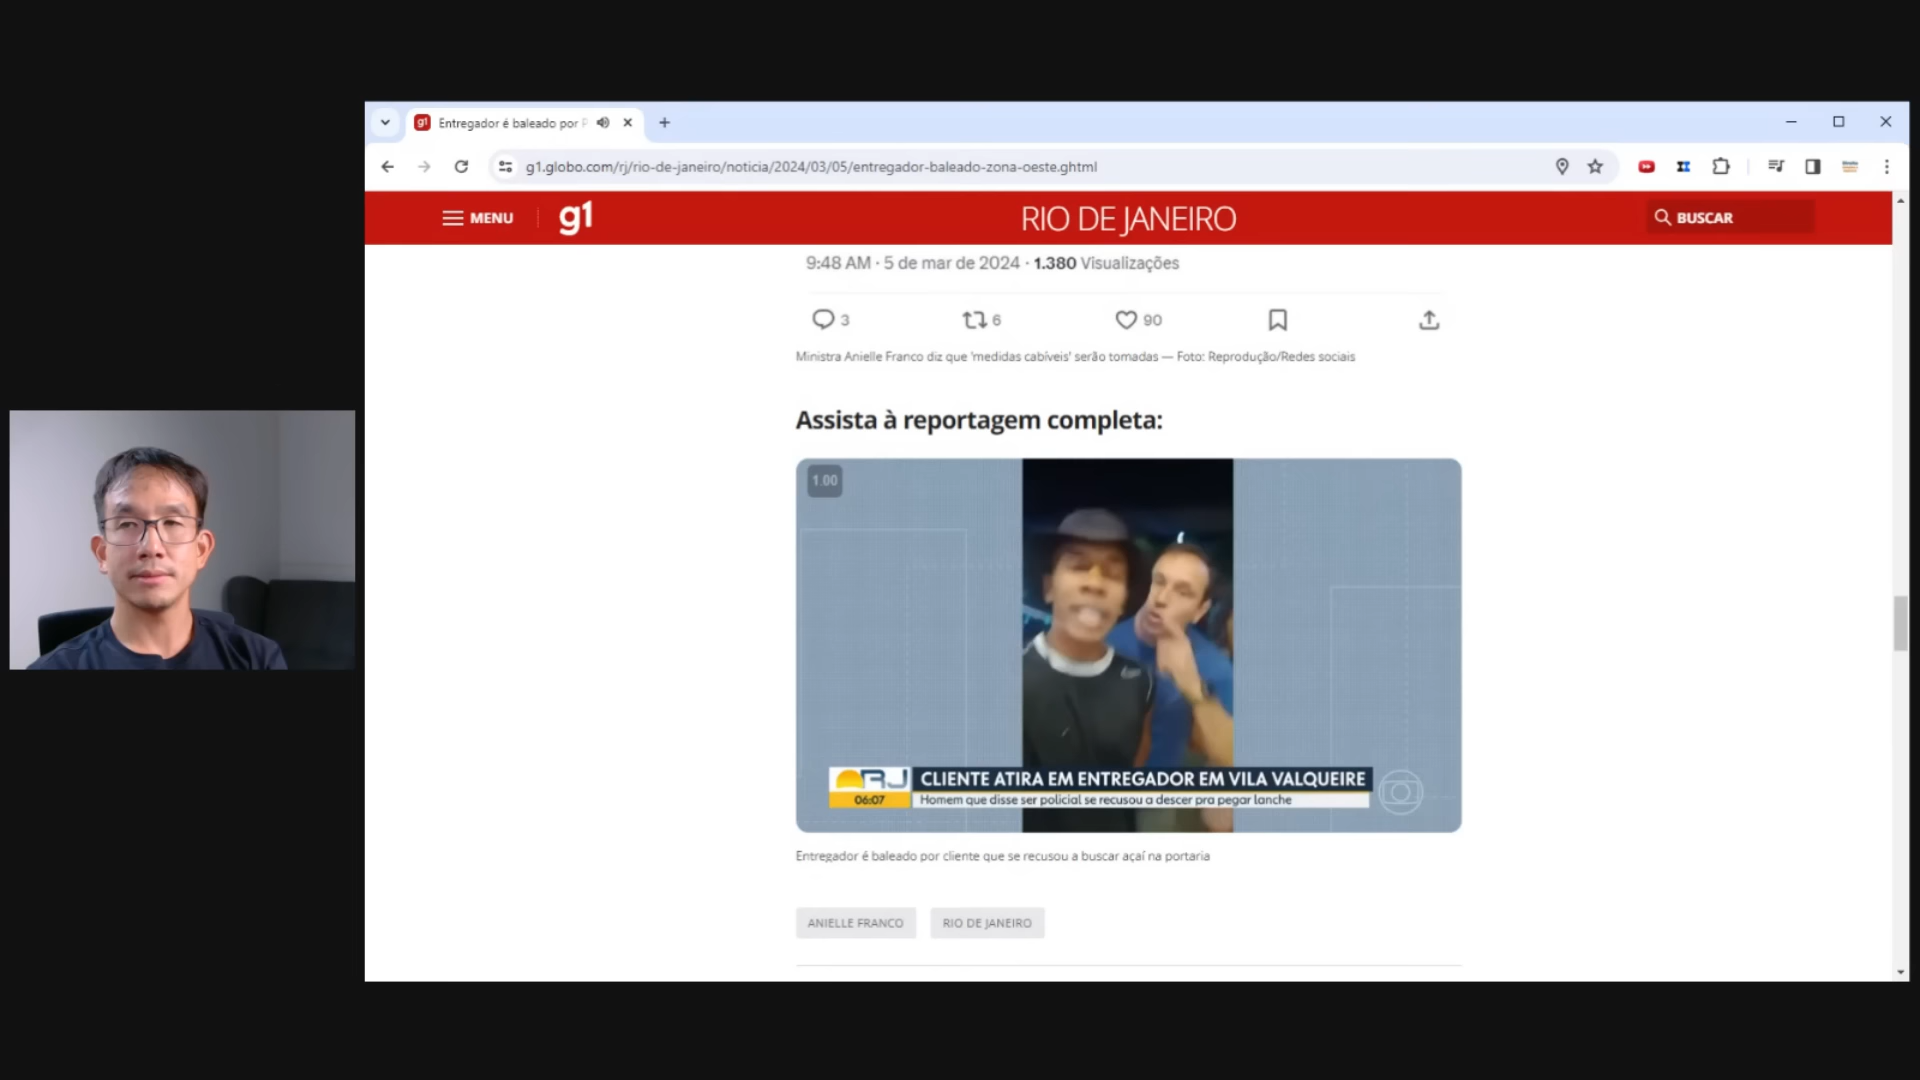 Entregador é baleado por
g1.globo.com/rj/rio-de-janeiro/noticia/2024/03/05/entregador-baleado-zona-oeste.ghtml
MENU
g1
RIO DE JANEIRO
BUSCAR
9:48 AM · 5 de mar de 2024 · 1.380 Visualizações
3 6 90
Ministra Anielle Franco diz que 'medidas cabíveis' serão tomadas — Foto: Reprodução/Redes sociais
Assista à reportagem completa:
1.00
RJ
CLIENTE ATIRA EM ENTREGADOR EM VILA VALQUEIRE
06:07
Homem que disse ser policial se recusou a descer pra pegar lanche
Entregador é baleado por cliente que se recusou a buscar açaí na portaria
ANIELLE FRANCO
RIO DE JANEIRO